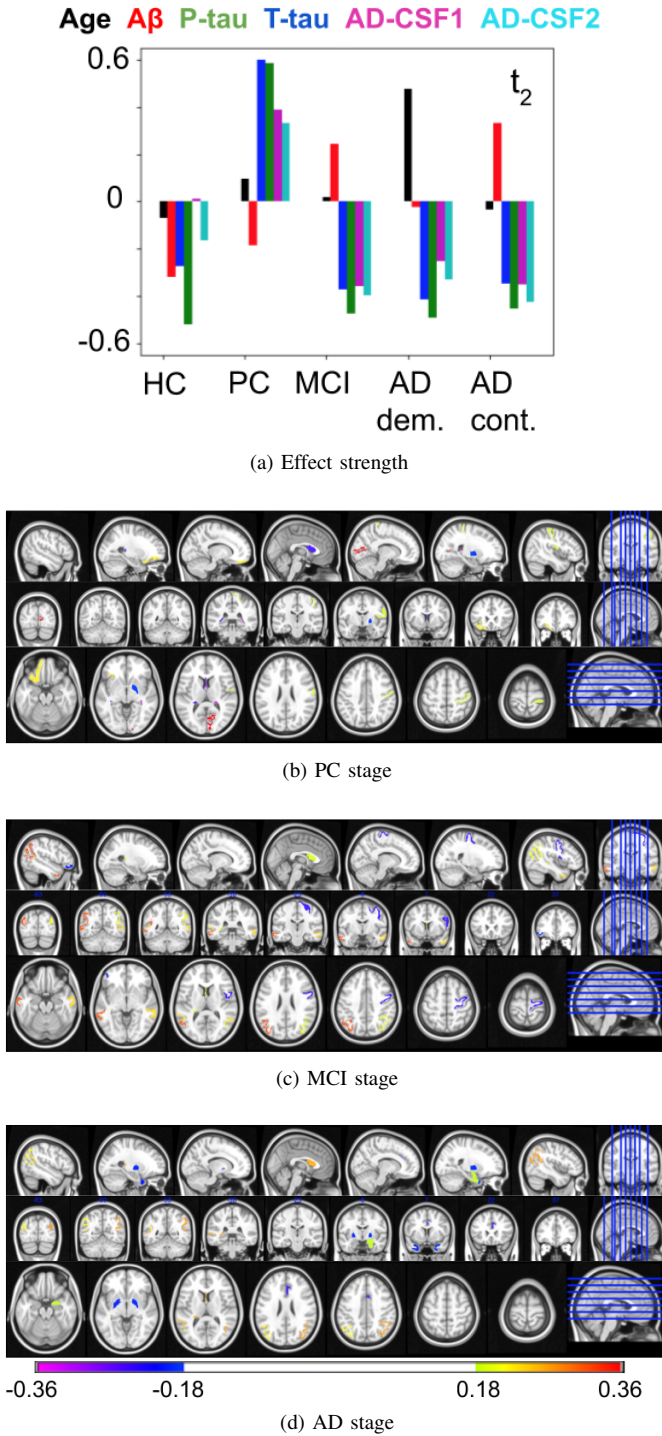 Age Aβ P-tau T-tau AD-CSF1 AD-CSF2
0.6
t2
0
-0.6
HC PC MCI AD dem. AD cont.
(a) Effect strength
(b) PC stage
(c) MCI stage
-0.36 -0.18 0.18 0.36
(d) AD stage